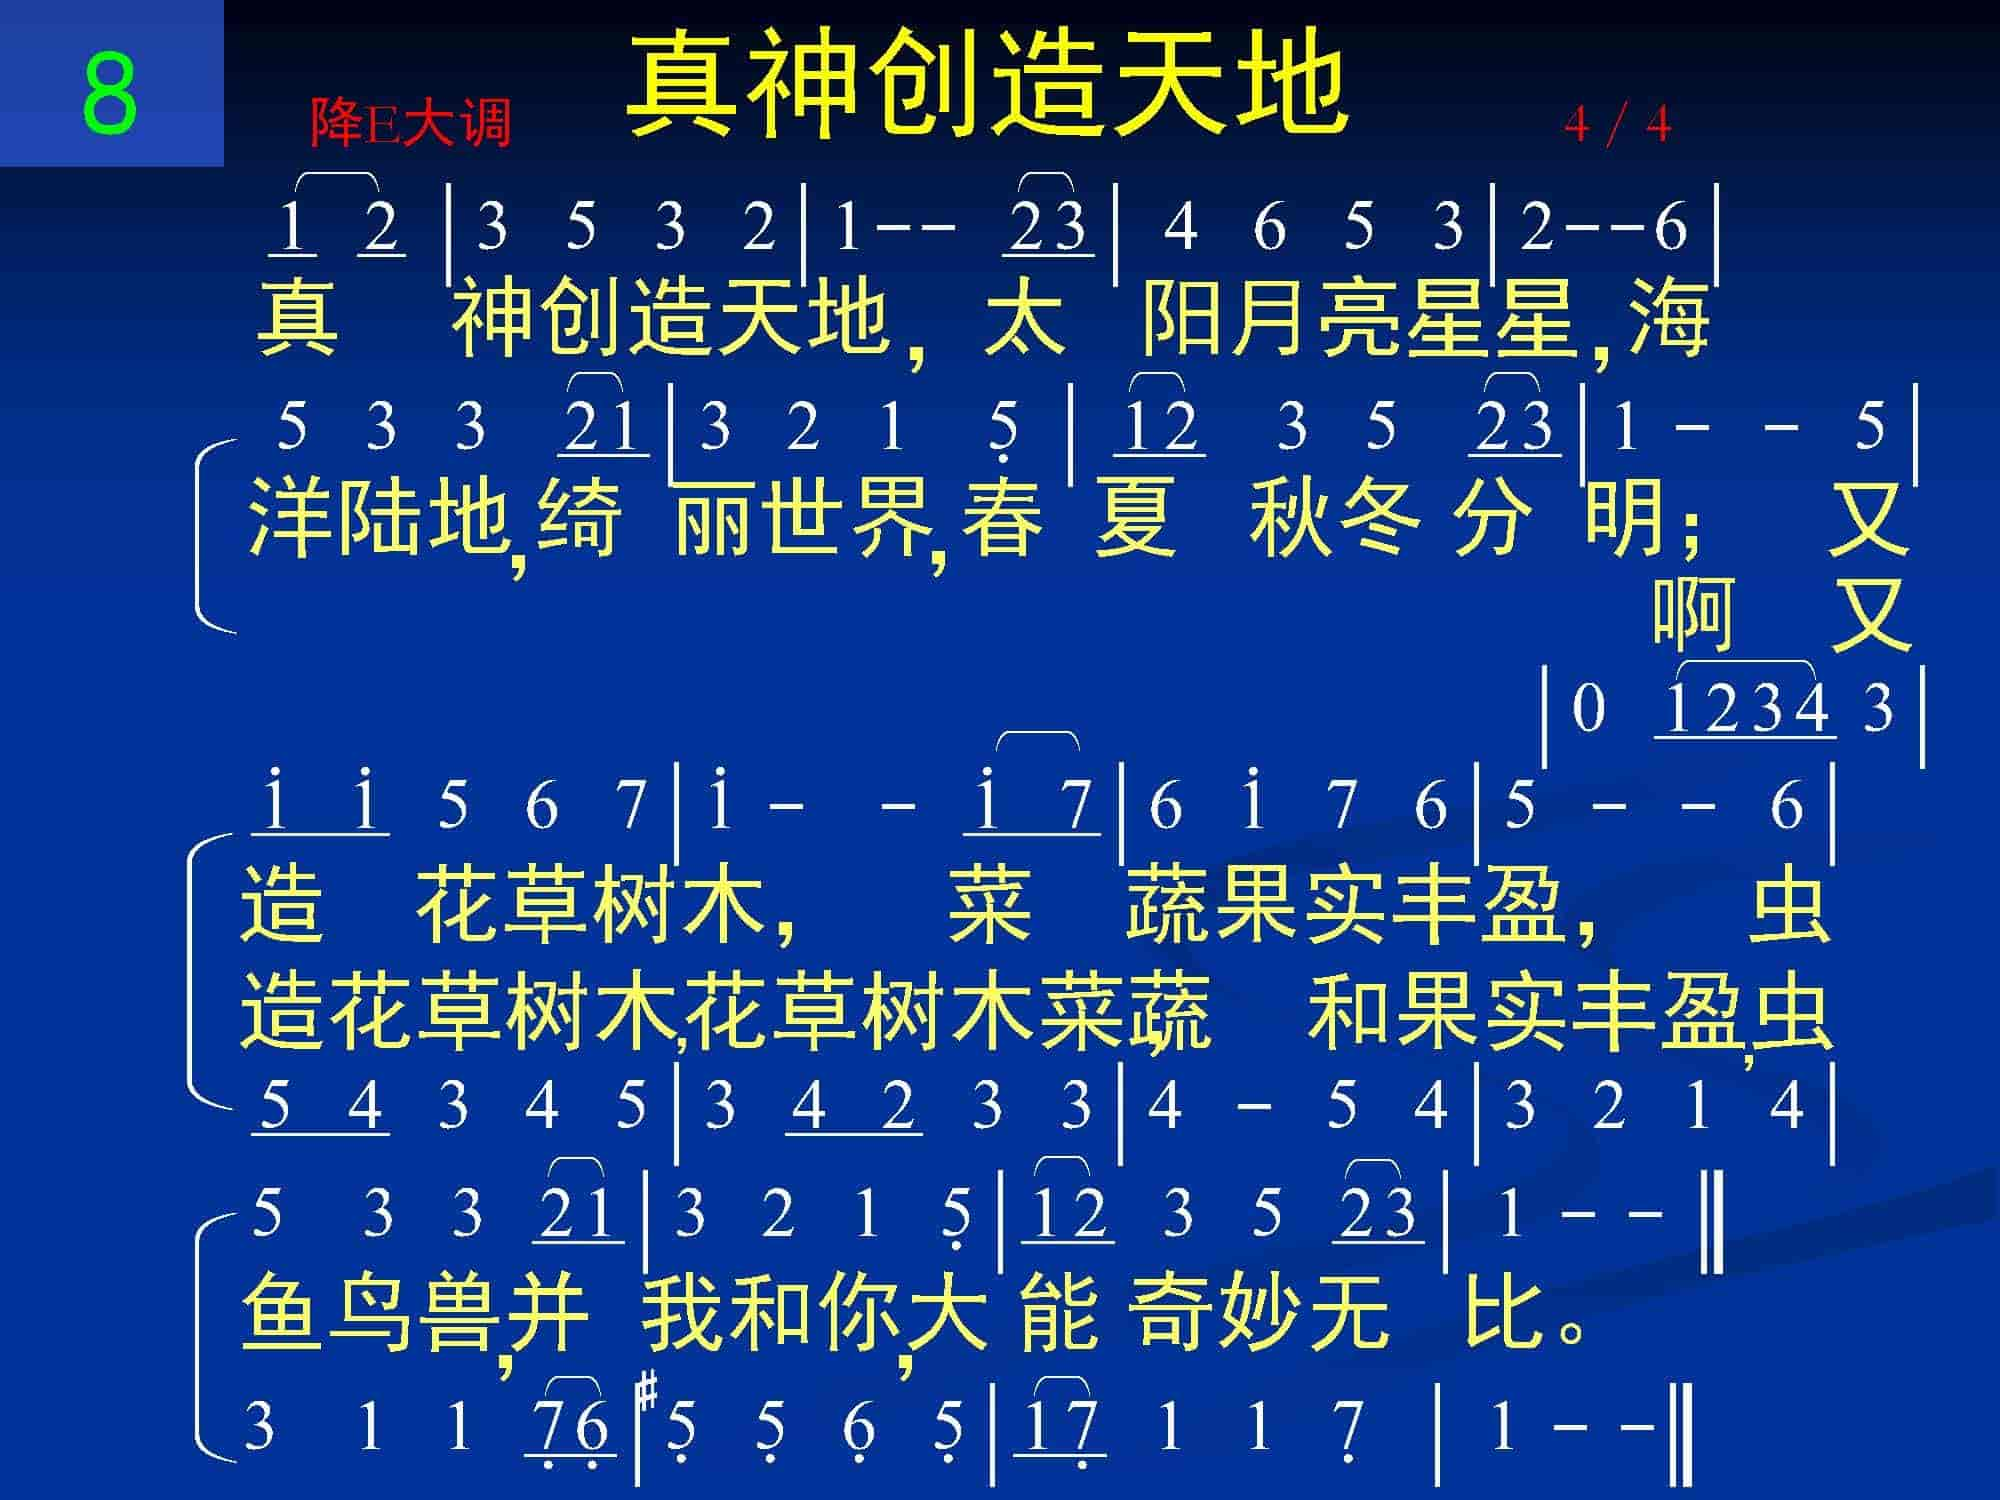 8
真神创造天地
降E大调
4 / 4
1 2 | 3 5 3 2 | 1 - - 2 3 | 4 6 5 3 | 2 - - 6 |
真 神创造天地, 太 阳月亮星星, 海
5 3 3 2 1 | 3 2 1 5̣ | 1 2 3 5 2 3 | 1 - - 5 |
洋陆地, 绮 丽世界, 春 夏 秋冬 分 明; 又
啊 又
| 0 1 2 3 4 3 |
i i 5 6 7 | i - - i 7 | 6 i 7 6 | 5 - - 6 |
造 花草树木, 菜 蔬果实丰盈, 虫
造花草树木,花草树木菜蔬, 和果实丰盈,虫
5 4 3 4 5 | 3 4 2 3 3 | 4 - 5 4 | 3 2 1 4 |
5 3 3 2 1 | 3 2 1 5̣ | 1 2 3 5 2 3 | 1 - - ‖
鱼鸟兽, 并 我和你, 大 能 奇妙无 比。
3 1 1 7̣ 6̣ | #5̣ 5̣ 6̣ 5̣ | 1 7̣ 1 1 7̣ | 1 - - ‖